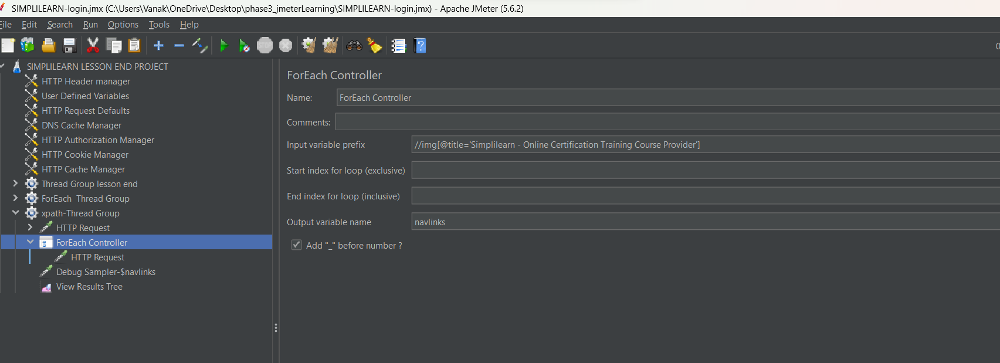 SIMPLILEARN-login.jmx (C:\Users\Vanak\OneDrive\Desktop\phase3_jmeterLearning\SIMPLILEARN-login.jmx) - Apache JMeter (5.6.2)
File Edit Search Run Options Tools Help
STOP
?
0
SIMPLILEARN LESSON END PROJECT
HTTP Header manager
User Defined Variables
HTTP Request Defaults
DNS Cache Manager
HTTP Authorization Manager
HTTP Cookie Manager
HTTP Cache Manager
Thread Group lesson end
ForEach  Thread Group
xpath-Thread Group
HTTP Request
ForEach Controller
HTTP Request
Debug Sampler-$navlinks
View Results Tree
ForEach Controller
Name: ForEach Controller
Comments:
Input variable prefix //img[@title='Simplilearn - Online Certification Training Course Provider']
Start index for loop (exclusive)
End index for loop (inclusive)
Output variable name navlinks
Add "_" before number ?